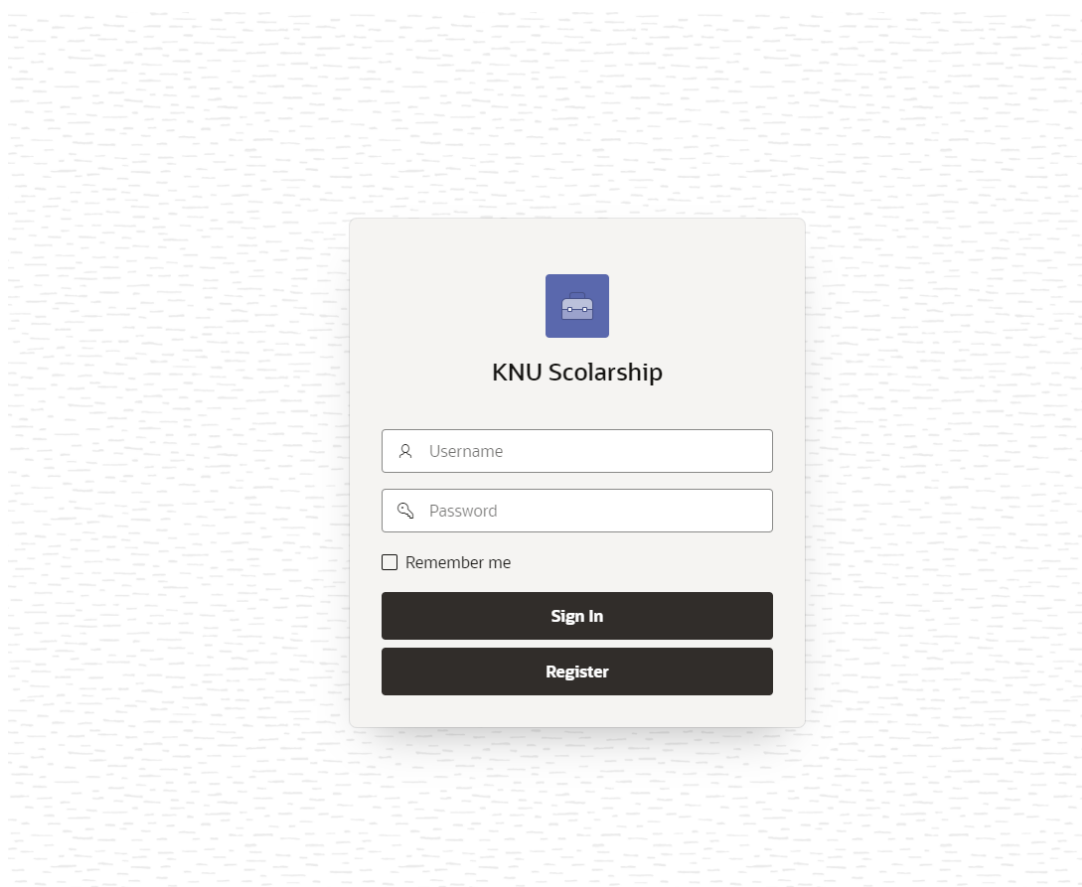 KNU Scolarship
Username
Password
Remember me
Sign In
Register